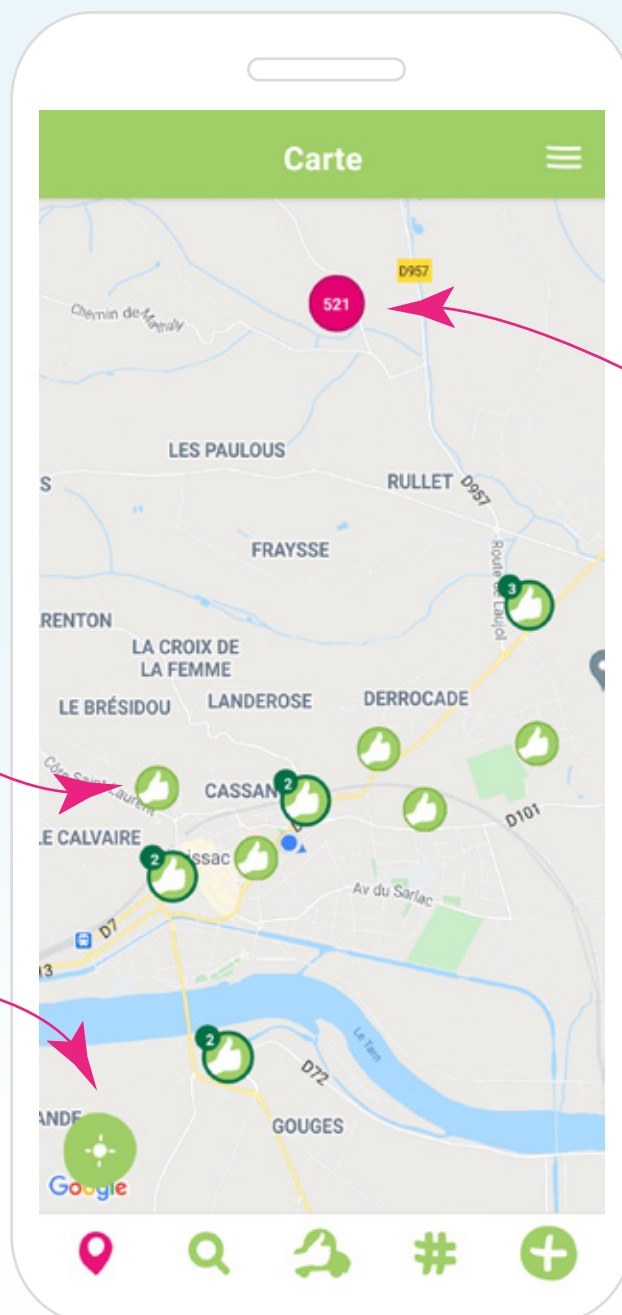 Carte
D957
521
Chemin de Mathaly
LES PAULOUS
S
RULLET
D957
FRAYSSE
Route de Laujol
3
RENTON
LA CROIX DE
LA FEMME
LE BRÉSIDOU
LANDEROSE
DERROCADE
Côte Saint-Laurent
CASSAN
2
D101
LE CALVAIRE
2
issac
Av du Sarlac
D7
13
2
Le Tarn
D72
ANDE
GOUGES
Google